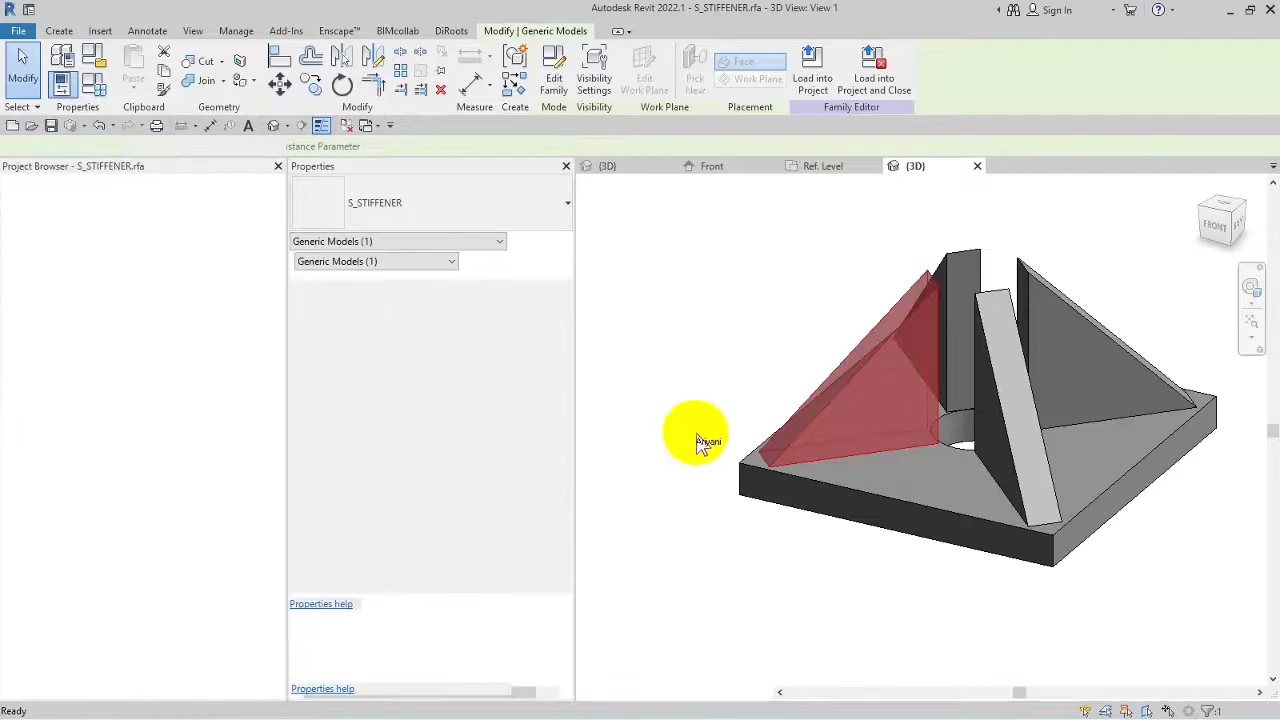 Autodesk Revit 2022.1 - S_STIFFENER.rfa - 3D View: View 1
Sign In
File Create Insert Annotate View Manage Add-Ins Enscape™ BIMcollab DiRoots Modify | Generic Models
Modify
Paste
Cut
Join
Edit Family
Visibility Settings
Edit Work Plane
Pick New
Face
Work Plane
Load into Project
Load into Project and Close
Select Properties Clipboard Geometry Modify Measure Create Mode Visibility Work Plane Placement Family Editor
stance Parameter
Project Browser - S_STIFFENER.rfa
Properties
{3D} Front Ref. Level {3D}
S_STIFFENER
Generic Models (1)
Generic Models (1)
FRONT
Properties help
Properties help
Ready
:1